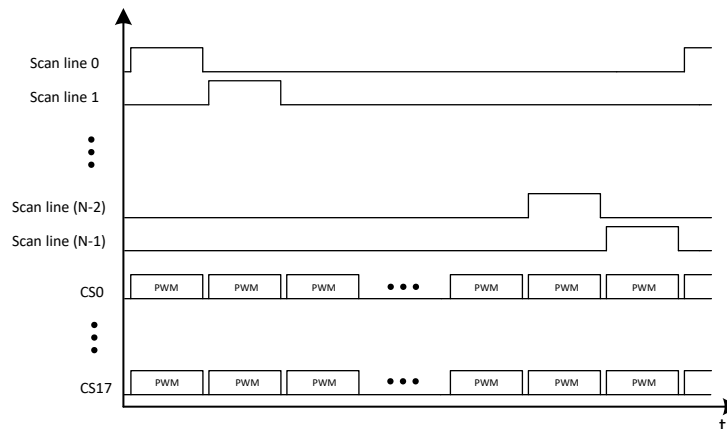 Scan line 0
Scan line 1
Scan line (N-2)
Scan line (N-1)
CS0 PWM PWM PWM PWM PWM PWM
CS17 PWM PWM PWM PWM PWM PWM
t